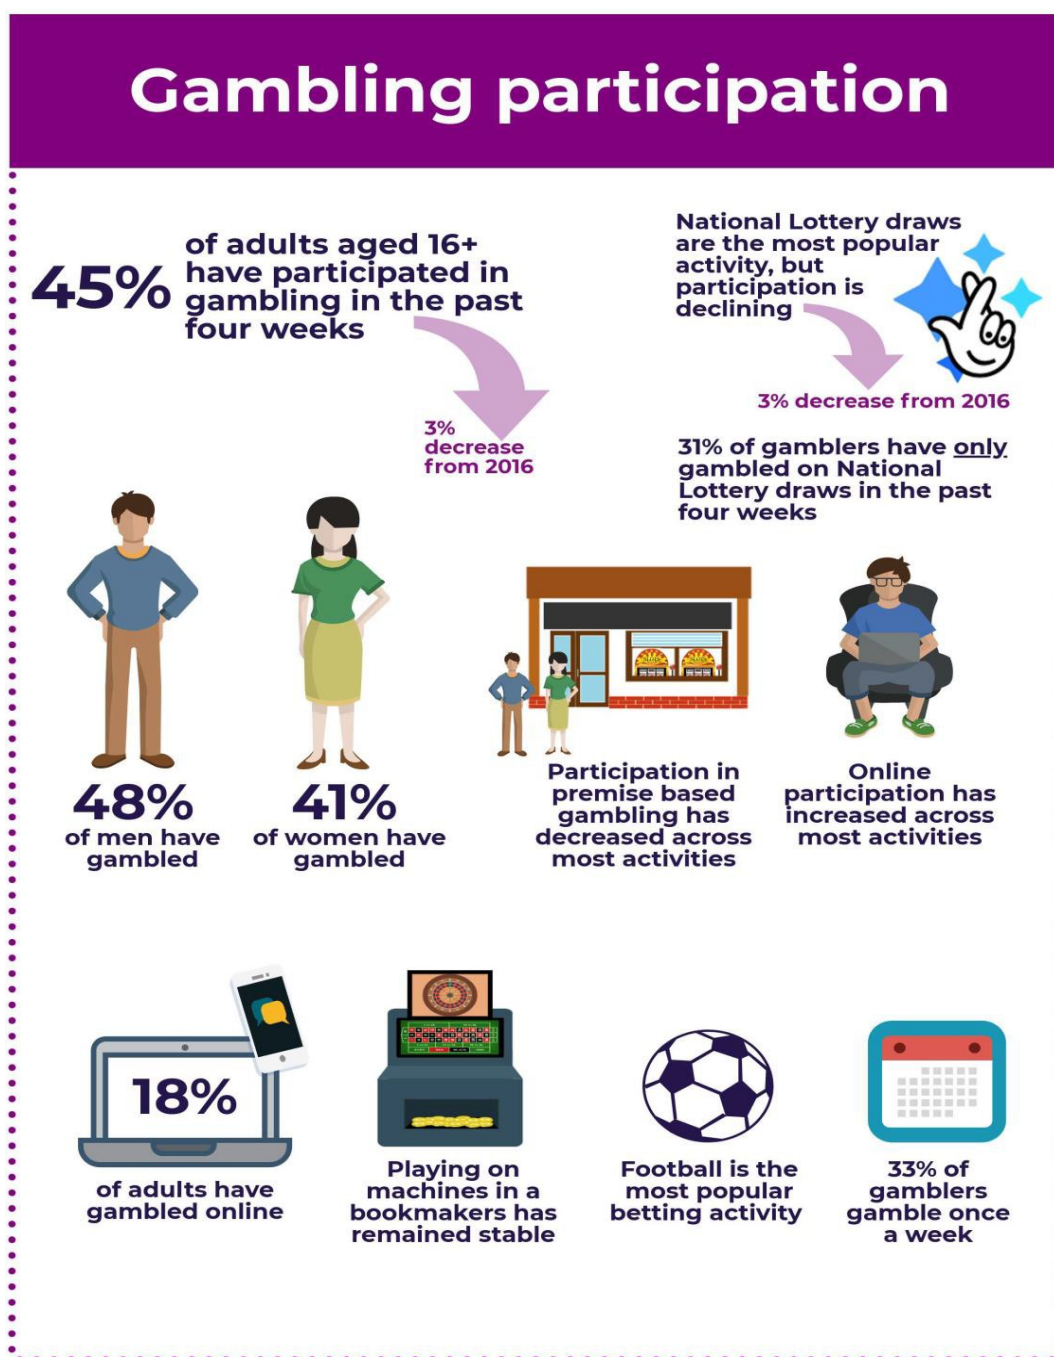 Gambling participation
45%
of adults aged 16+
have participated in
gambling in the past
four weeks
3%
decrease
from 2016
National Lottery draws
are the most popular
activity, but
participation is
declining
3% decrease from 2016
31% of gamblers have only
gambled on National
Lottery draws in the past
four weeks
48%
of men have
gambled
41%
of women have
gambled
Participation in
premise based
gambling has
decreased across
most activities
Online
participation has
increased across
most activities
18%
of adults have
gambled online
Playing on
machines in a
bookmakers has
remained stable
Football is the
most popular
betting activity
33% of
gamblers
gamble once
a week